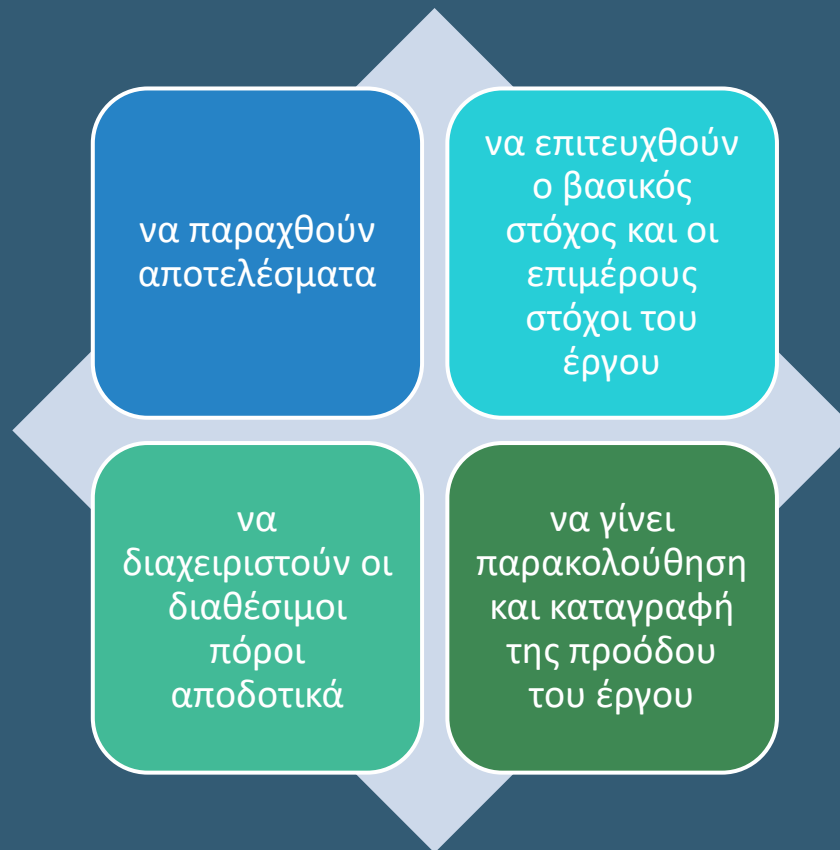 να παραχθούν
αποτελέσματα
να επιτευχθούν
ο βασικός
στόχος και οι
επιμέρους
στόχοι του
έργου
να
διαχειριστούν οι
διαθέσιμοι
πόροι
αποδοτικά
να γίνει
παρακολούθηση
και καταγραφή
της προόδου
του έργου